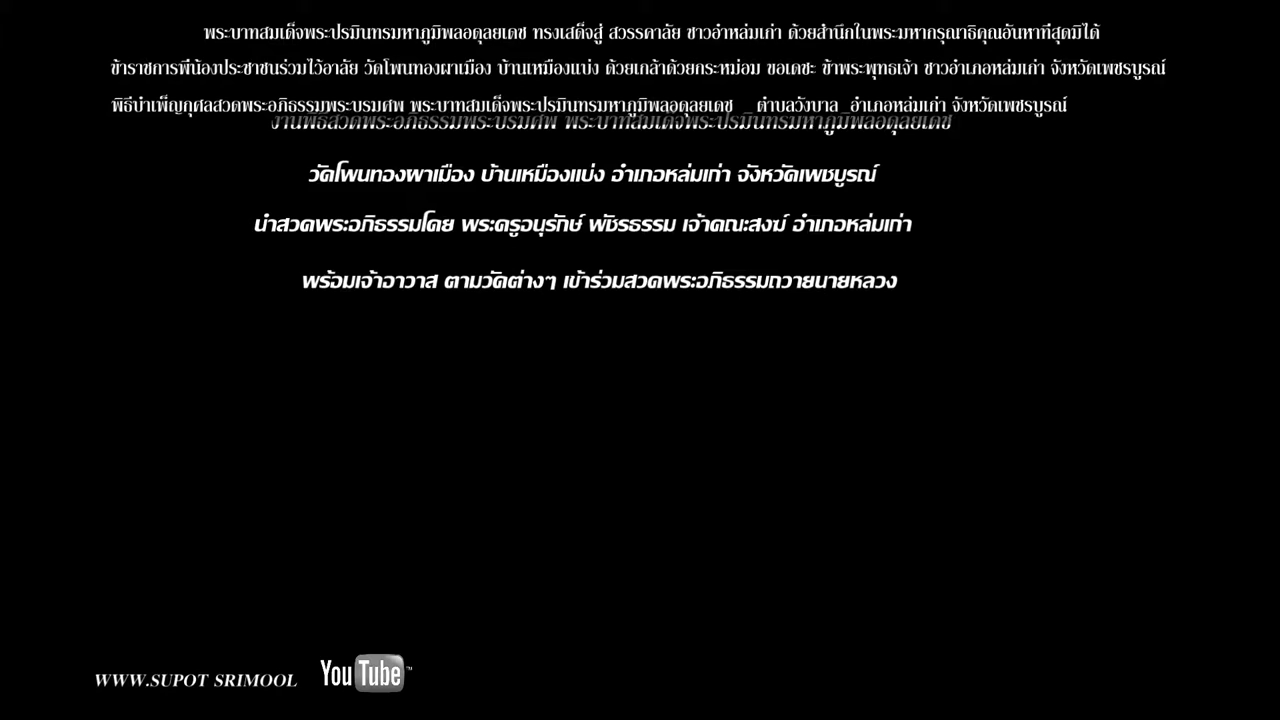 พระบาทสมเด็จพระปรมินทรมหาภูมิพลอดุลยเดช ทรงเสด็จสู่ สวรรคาลัย ชาวอำหล่มเก่า ด้วยสำนึกในพระมหากรุณาธิคุณอันหาที่สุดมิได้
ข้าราชการพี่น้องประชาชนร่วมไว้อาลัย วัดโพนทองผาเมือง บ้านเหมืองแบ่ง ด้วยเกล้าด้วยกระหม่อม ขอเดชะ ข้าพระพุทธเจ้า ชาวอำเภอหล่มเก่า จังหวัดเพชรบูรณ์
พิธีบำเพ็ญกุศลสวดพระอภิธรรมพระบรมศพ พระบาทสมเด็จพระปรมินทรมหาภูมิพลอดุลยเดช _ ตำบลวังบาล _อำเภอหล่มเก่า จังหวัดเพชรบูรณ์
งานพิธีสวดพระอภิธรรมพระบรมศพ พระบาทสมเด็จพระปรมินทรมหาภูมิพลอดุลยเดช
วัดโพนทองผาเมือง บ้านเหมืองแบ่ง อำเภอหล่มเก่า จังหวัดเพชบูรณ์
นำสวดพระอภิธรรมโดย พระครูอนุรักษ์ พัชรธรรม เจ้าคณะสงฆ์ อำเภอหล่มเก่า
พร้อมเจ้าอาวาส ตามวัดต่างๆ เข้าร่วมสวดพระอภิธรรมถวายนายหลวง
WWW.SUPOT SRIMOOL YouTube™